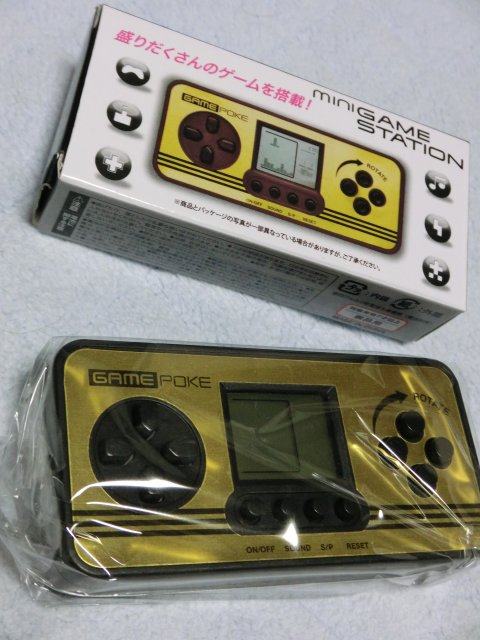 盛りだくさんのゲームを搭載！
mini GAME
STATION
GAME POKE
ROTATE
ON/OFF SOUND S/P RESET
※商品とパッケージの写真が一部異なっている場合がありますが、ご了承ください。
GAME POKE
ROTATE
ON/OFF SOUND S/P RESET